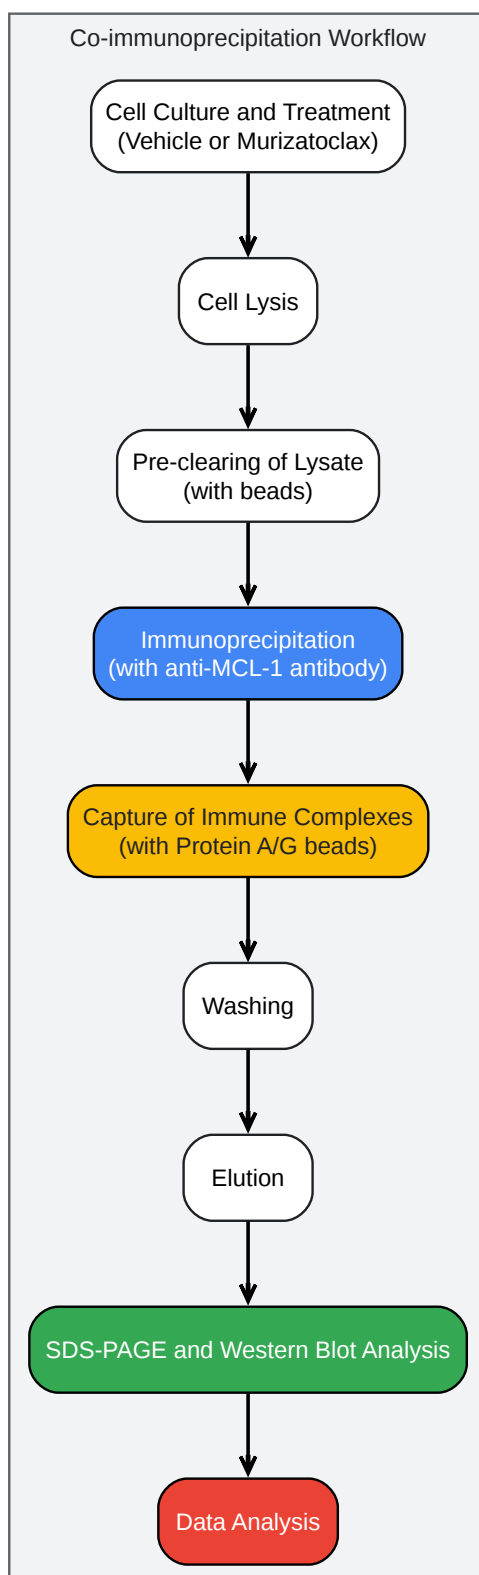 Co-immunoprecipitation Workflow
Cell Culture and Treatment
(Vehicle or Murizatoclax)
Cell Lysis
Pre-clearing of Lysate
(with beads)
Immunoprecipitation
(with anti-MCL-1 antibody)
Capture of Immune Complexes
(with Protein A/G beads)
Washing
Elution
SDS-PAGE and Western Blot Analysis
Data Analysis